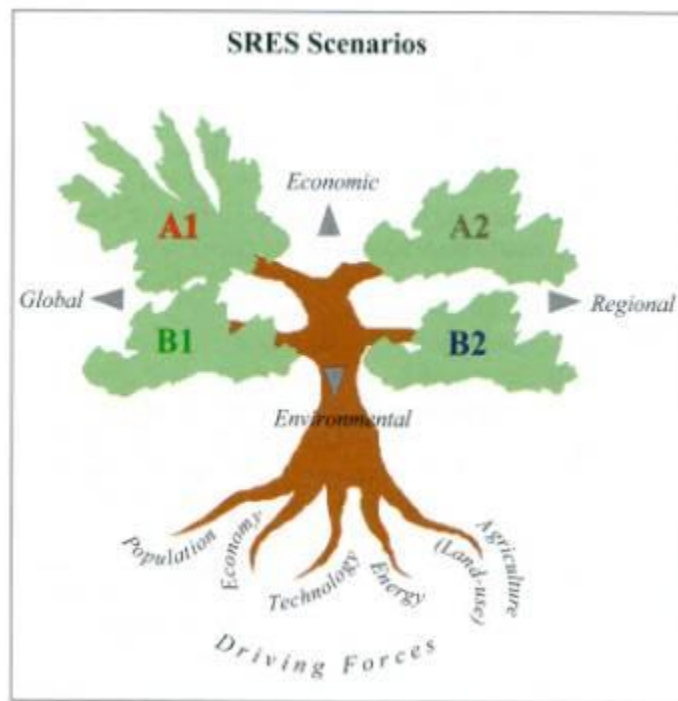 SRES Scenarios
Economic
A1
A2
Global
Regional
B1
B2
Environmental
Population
Economy
Technology
Energy
Agriculture
(Land-use)
Driving Forces